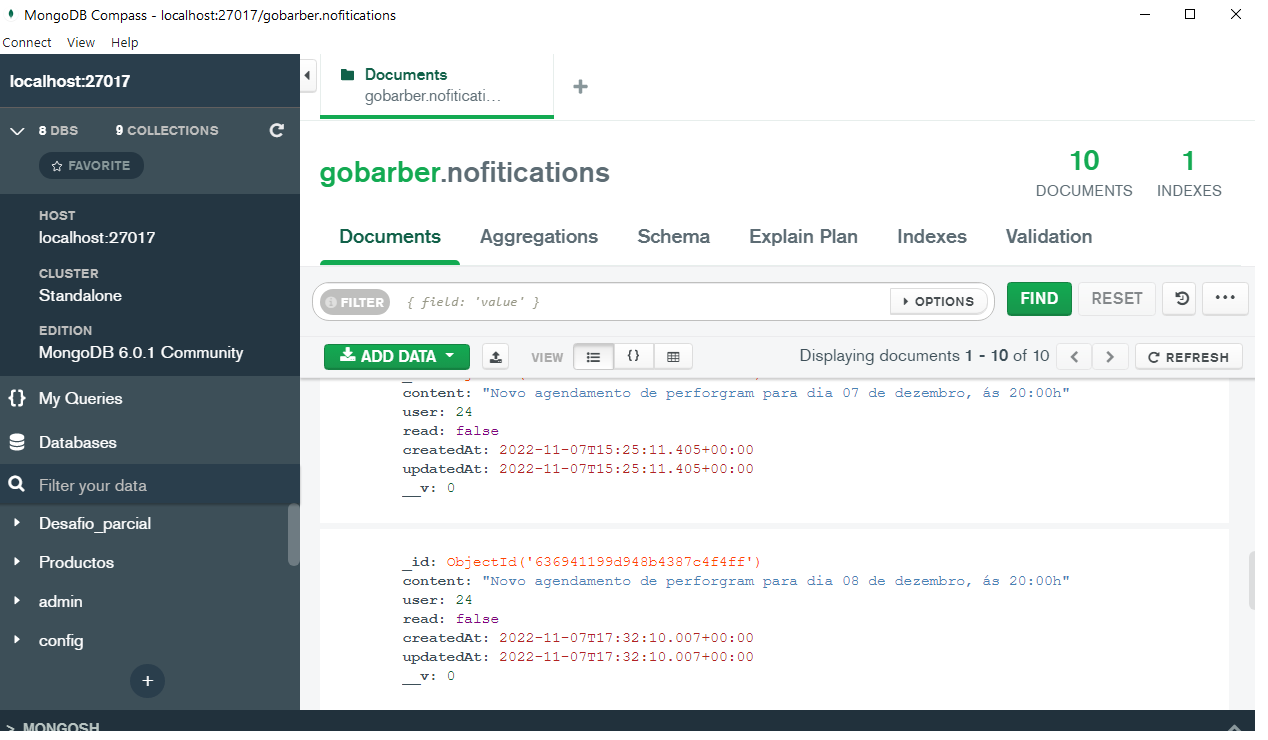 MongoDB Compass - localhost:27017/gobarber.nofitications
Connect View Help
localhost:27017
8 DBS 9 COLLECTIONS
FAVORITE
HOST
localhost:27017
CLUSTER
Standalone
EDITION
MongoDB 6.0.1 Community
My Queries
Databases
Filter your data
Desafio_parcial
Productos
admin
config
+
>_MONGOSH
Documents
gobarber.nofiticati…
+
gobarber.nofitications
10
DOCUMENTS
1
INDEXES
Documents Aggregations Schema Explain Plan Indexes Validation
FILTER { field: 'value' } OPTIONS FIND RESET
ADD DATA VIEW {} Displaying documents 1 - 10 of 10 REFRESH
content: "Novo agendamento de perforgram para dia 07 de dezembro, ás 20:00h"
user: 24
read: false
createdAt: 2022-11-07T15:25:11.405+00:00
updatedAt: 2022-11-07T15:25:11.405+00:00
__v: 0
_id: ObjectId('636941199d948b4387c4f4ff')
content: "Novo agendamento de perforgram para dia 08 de dezembro, ás 20:00h"
user: 24
read: false
createdAt: 2022-11-07T17:32:10.007+00:00
updatedAt: 2022-11-07T17:32:10.007+00:00
__v: 0